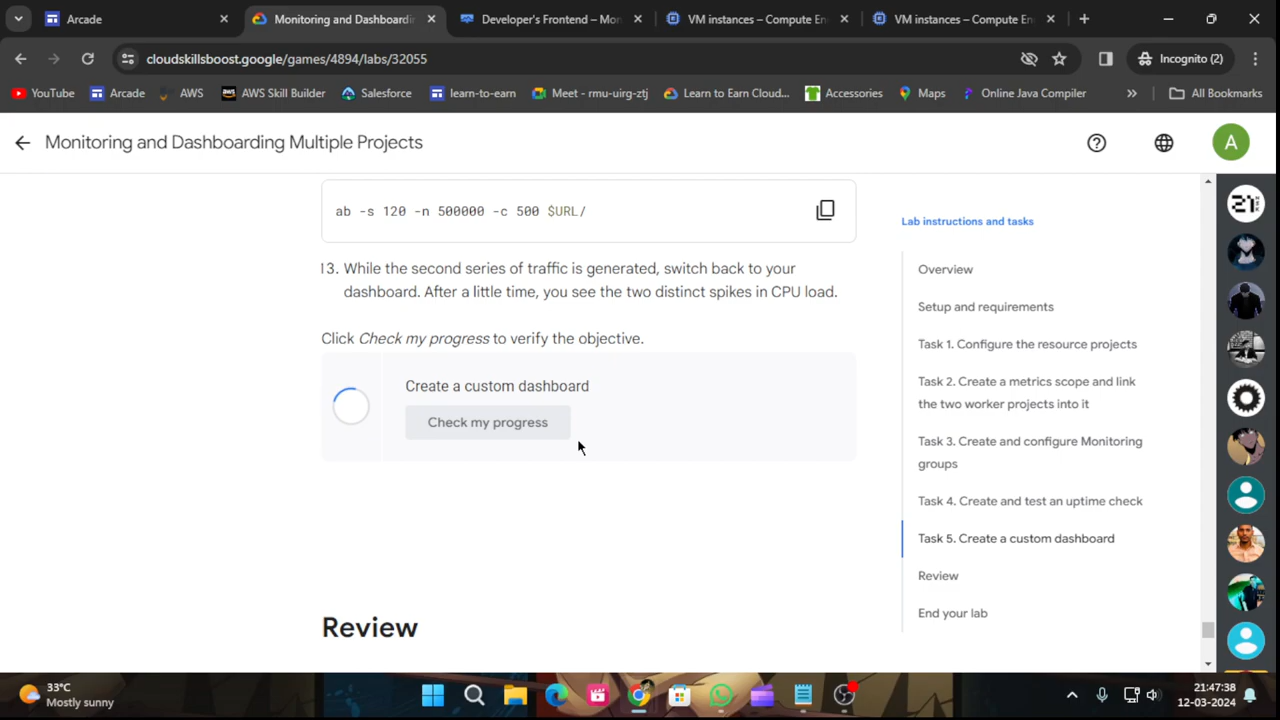 Arcade
Monitoring and Dashboardin
Developer's Frontend – Mon
VM instances – Compute En
VM instances – Compute En
cloudskillsboost.google/games/4894/labs/32055
Incognito (2)
YouTube
Arcade
AWS
AWS Skill Builder
Salesforce
learn-to-earn
Meet - rmu-uirg-ztj
Learn to Earn Cloud...
Accessories
Maps
Online Java Compiler
All Bookmarks
Monitoring and Dashboarding Multiple Projects
A
ab -s 120 -n 500000 -c 500 $URL/
13. While the second series of traffic is generated, switch back to your
dashboard. After a little time, you see the two distinct spikes in CPU load.
Click Check my progress to verify the objective.
Create a custom dashboard
Check my progress
Review
Lab instructions and tasks
Overview
Setup and requirements
Task 1. Configure the resource projects
Task 2. Create a metrics scope and link
the two worker projects into it
Task 3. Create and configure Monitoring
groups
Task 4. Create and test an uptime check
Task 5. Create a custom dashboard
Review
End your lab
33°C
Mostly sunny
21:47:38
12-03-2024